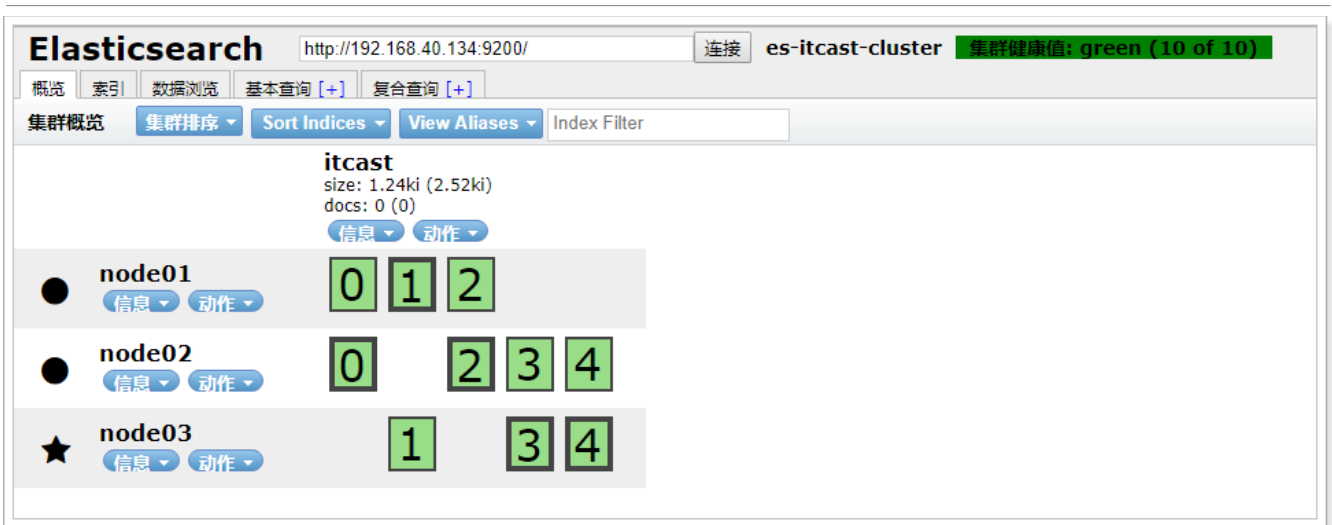 Elasticsearch http://192.168.40.134:9200/ 连接 es-itcast-cluster 集群健康值: green (10 of 10)
概览 索引 数据浏览 基本查询 [+] 复合查询 [+]
集群概览 集群排序 Sort Indices View Aliases Index Filter
itcast
size: 1.24ki (2.52ki)
docs: 0 (0)
信息 动作
node01 0 1 2
信息 动作
node02 0 2 3 4
信息 动作
node03 1 3 4
信息 动作